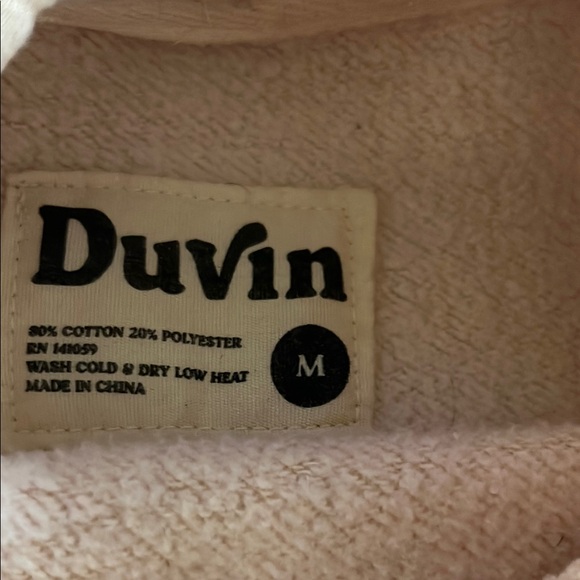 Duvin
80% COTTON 20% POLYESTER
RN 141059
WASH COLD & DRY LOW HEAT
MADE IN CHINA
M